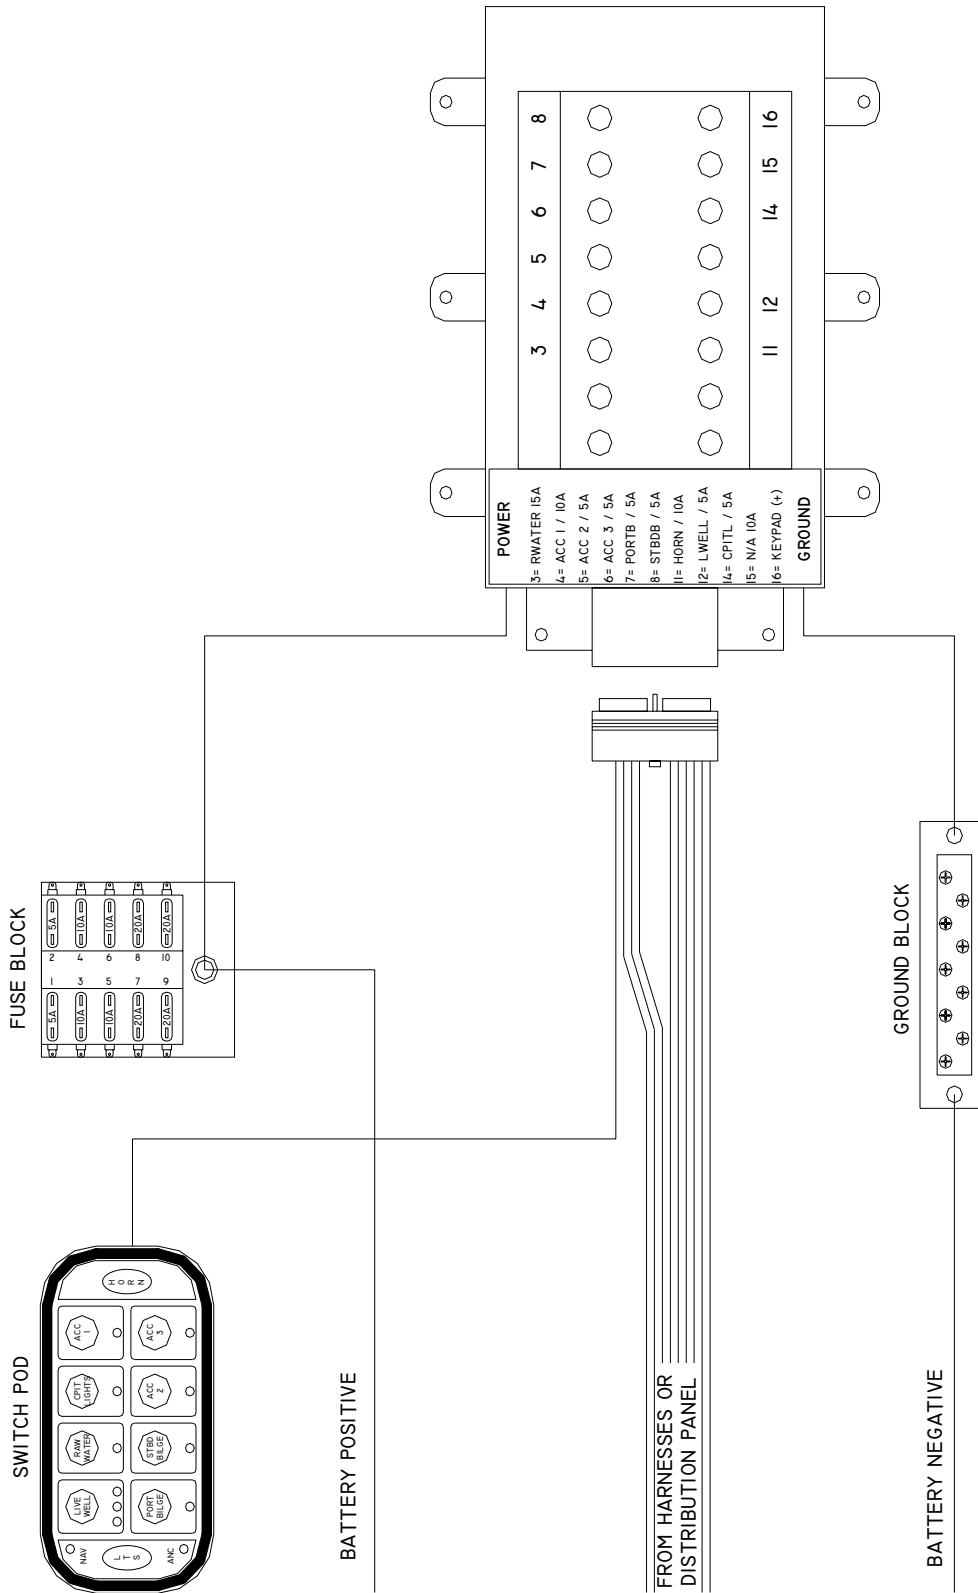 SWITCH POD
NAV
LTS
ANC
LIVE
WELL
RAW
WATER
CPIT
LIGHTS
ACC
1
PORT
BILGE
STBD
BILGE
ACC
2
ACC
3
HORN
FUSE BLOCK
5A
10A
10A
20A
20A
1
3
5
7
9
2
4
6
8
10
5A
10A
10A
20A
20A
BATTERY POSITIVE
FROM HARNESSES OR
DISTRIBUTION PANEL
BATTERY NEGATIVE
GROUND BLOCK
POWER
3= RWATER 15A
4= ACC 1 / 10A
5= ACC 2 / 5A
6= ACC 3 / 5A
7= PORTB / 5A
8= STBDB / 5A
11= HORN / 10A
12= LWELL / 5A
14= CPITL / 5A
15= N/A 10A
16= KEYPAD (+)
GROUND
3 4 5 6 7 8
11 12 14 15 16